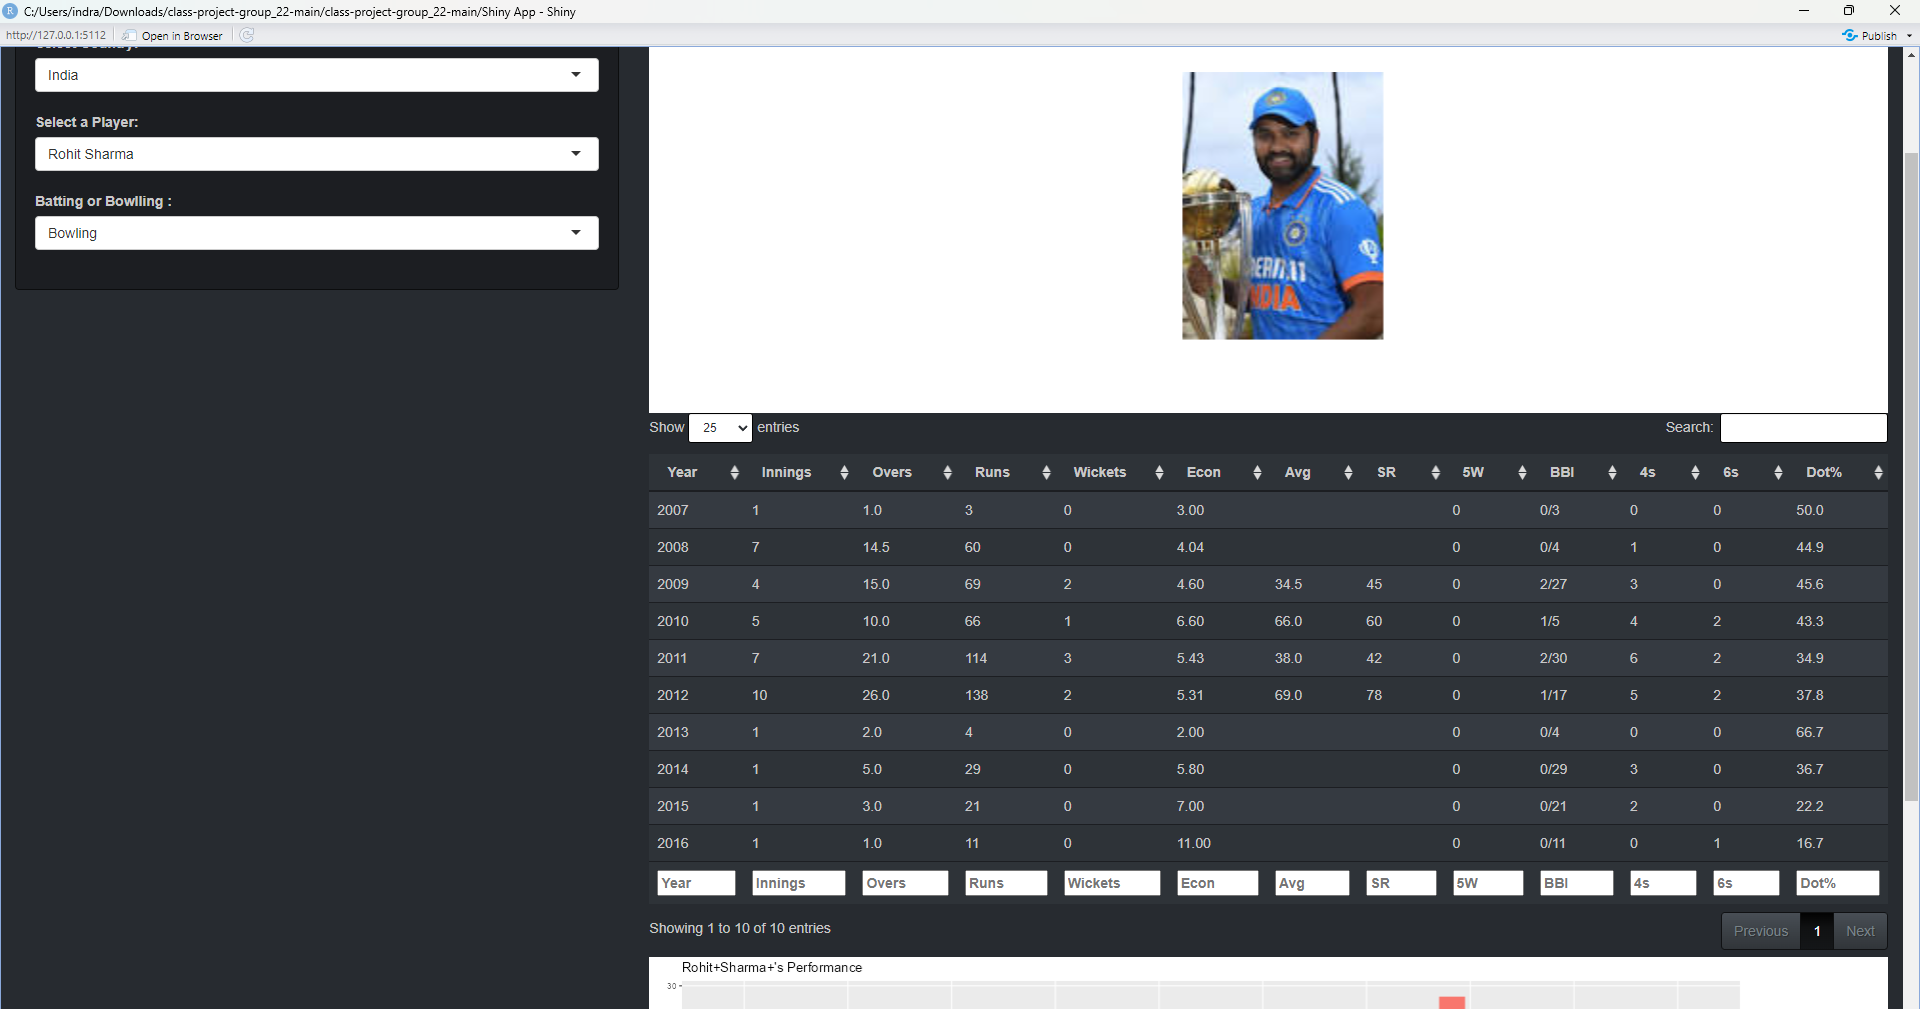 C:/Users/indra/Downloads/class-project-group_22-main/class-project-group_22-main/Shiny App - Shiny
http://127.0.0.1:5112 Open in Browser Publish
India
Select a Player:
Rohit Sharma
Batting or Bowlling :
Bowling
INDIA
Show 25 entries Search:
Year Innings Overs Runs Wickets Econ Avg SR 5W BBI 4s 6s Dot%
2007 1 1.0 3 0 3.00 0 0/3 0 0 50.0
2008 7 14.5 60 0 4.04 0 0/4 1 0 44.9
2009 4 15.0 69 2 4.60 34.5 45 0 2/27 3 0 45.6
2010 5 10.0 66 1 6.60 66.0 60 0 1/5 4 2 43.3
2011 7 21.0 114 3 5.43 38.0 42 0 2/30 6 2 34.9
2012 10 26.0 138 2 5.31 69.0 78 0 1/17 5 2 37.8
2013 1 2.0 4 0 2.00 0 0/4 0 0 66.7
2014 1 5.0 29 0 5.80 0 0/29 3 0 36.7
2015 1 3.0 21 0 7.00 0 0/21 2 0 22.2
2016 1 1.0 11 0 11.00 0 0/11 0 1 16.7
Year Innings Overs Runs Wickets Econ Avg SR 5W BBI 4s 6s Dot%
Showing 1 to 10 of 10 entries Previous 1 Next
Rohit+Sharma+'s Performance
30